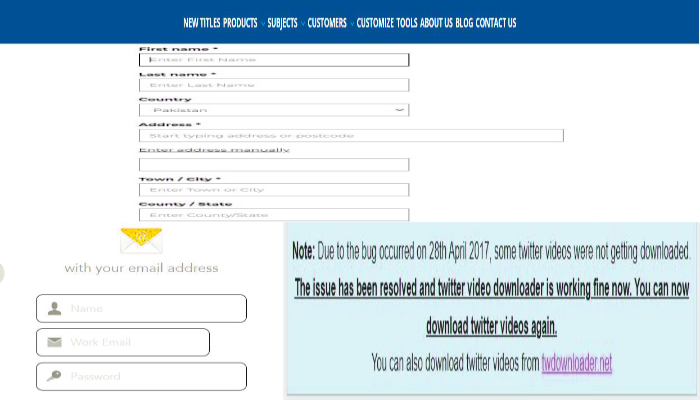 NEW TITLES PRODUCTS SUBJECTS CUSTOMERS CUSTOMIZE TOOLS ABOUT US BLOG CONTACT US
First name *
Enter First Name
Last name *
Enter Last Name
Country
Pakistan
Address *
Start typing address or postcode
Enter address manually
Town / City *
Enter Town or City
County / State
Enter County/State
with your email address
Name
Work Email
Password
Note: Due to the bug occurred on 28th April 2017, some twitter videos were not getting downloaded.
The issue has been resolved and twitter video downloader is working fine now. You can now
download twitter videos again.
You can also download twitter videos from twdownloader.net